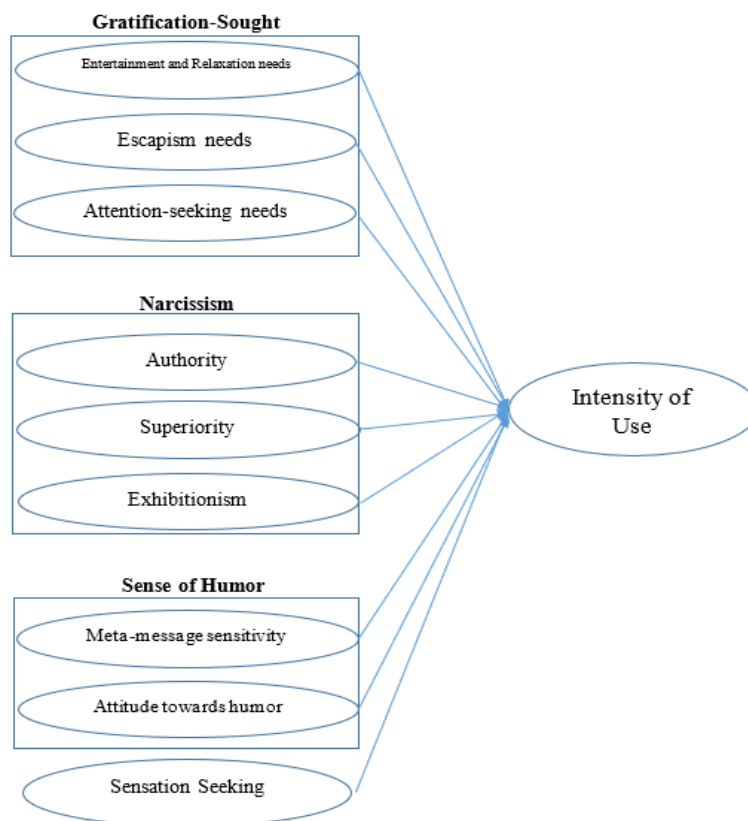 Gratification-Sought
Entertainment and Relaxation needs
Escapism needs
Attention-seeking needs
Narcissism
Authority
Superiority
Exhibitionism
Intensity of
Use
Sense of Humor
Meta-message sensitivity
Attitude towards humor
Sensation Seeking